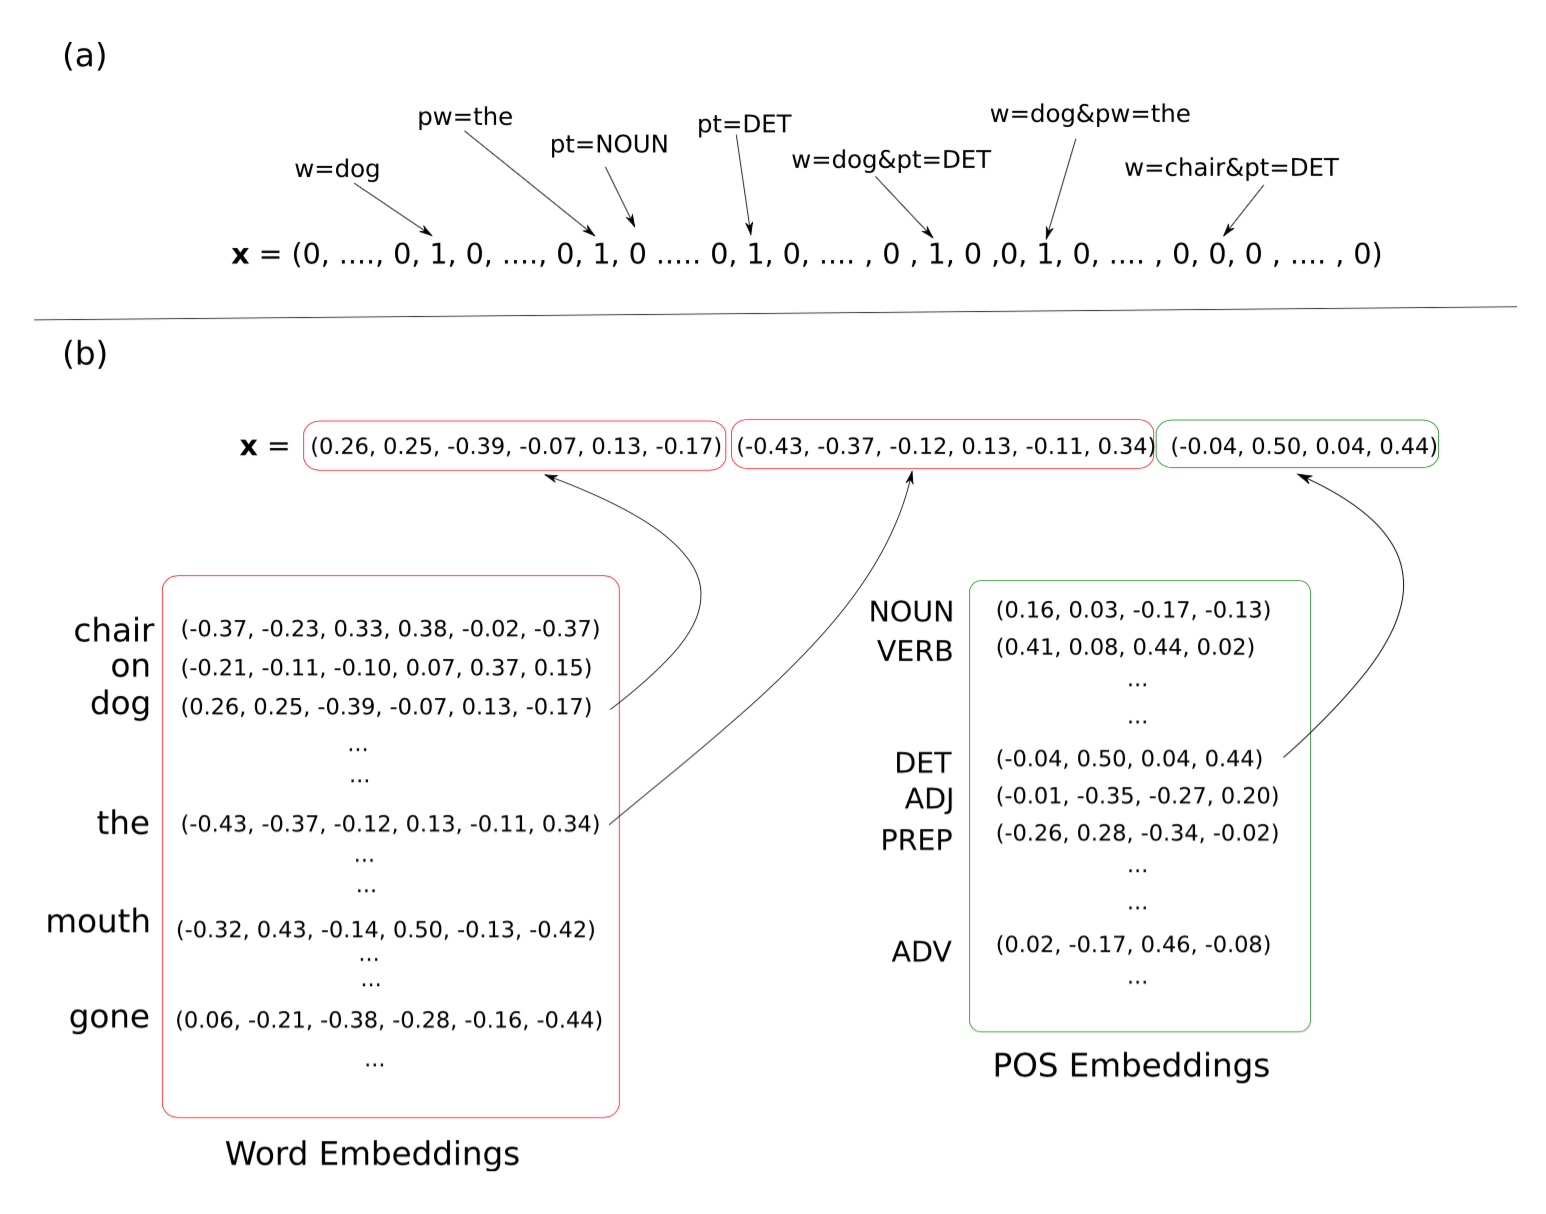 (a)
pw=the
w=dog&pw=the
pt=DET
pt=NOUN
w=dog&pt=DET
w=dog
w=chair&pt=DET
x = (0, ...., 0, 1, 0, ...., 0, 1, 0 ..... 0, 1, 0, .... , 0 , 1, 0 ,0, 1, 0, .... , 0, 0, 0 , .... , 0)
(b)
x = (0.26, 0.25, -0.39, -0.07, 0.13, -0.17) (-0.43, -0.37, -0.12, 0.13, -0.11, 0.34) (-0.04, 0.50, 0.04, 0.44)
chair (-0.37, -0.23, 0.33, 0.38, -0.02, -0.37)
on (-0.21, -0.11, -0.10, 0.07, 0.37, 0.15)
dog (0.26, 0.25, -0.39, -0.07, 0.13, -0.17)
...
...
the (-0.43, -0.37, -0.12, 0.13, -0.11, 0.34)
...
...
mouth (-0.32, 0.43, -0.14, 0.50, -0.13, -0.42)
...
...
gone (0.06, -0.21, -0.38, -0.28, -0.16, -0.44)
...
Word Embeddings
NOUN (0.16, 0.03, -0.17, -0.13)
VERB (0.41, 0.08, 0.44, 0.02)
...
...
DET (-0.04, 0.50, 0.04, 0.44)
ADJ (-0.01, -0.35, -0.27, 0.20)
PREP (-0.26, 0.28, -0.34, -0.02)
...
...
ADV (0.02, -0.17, 0.46, -0.08)
...
POS Embeddings